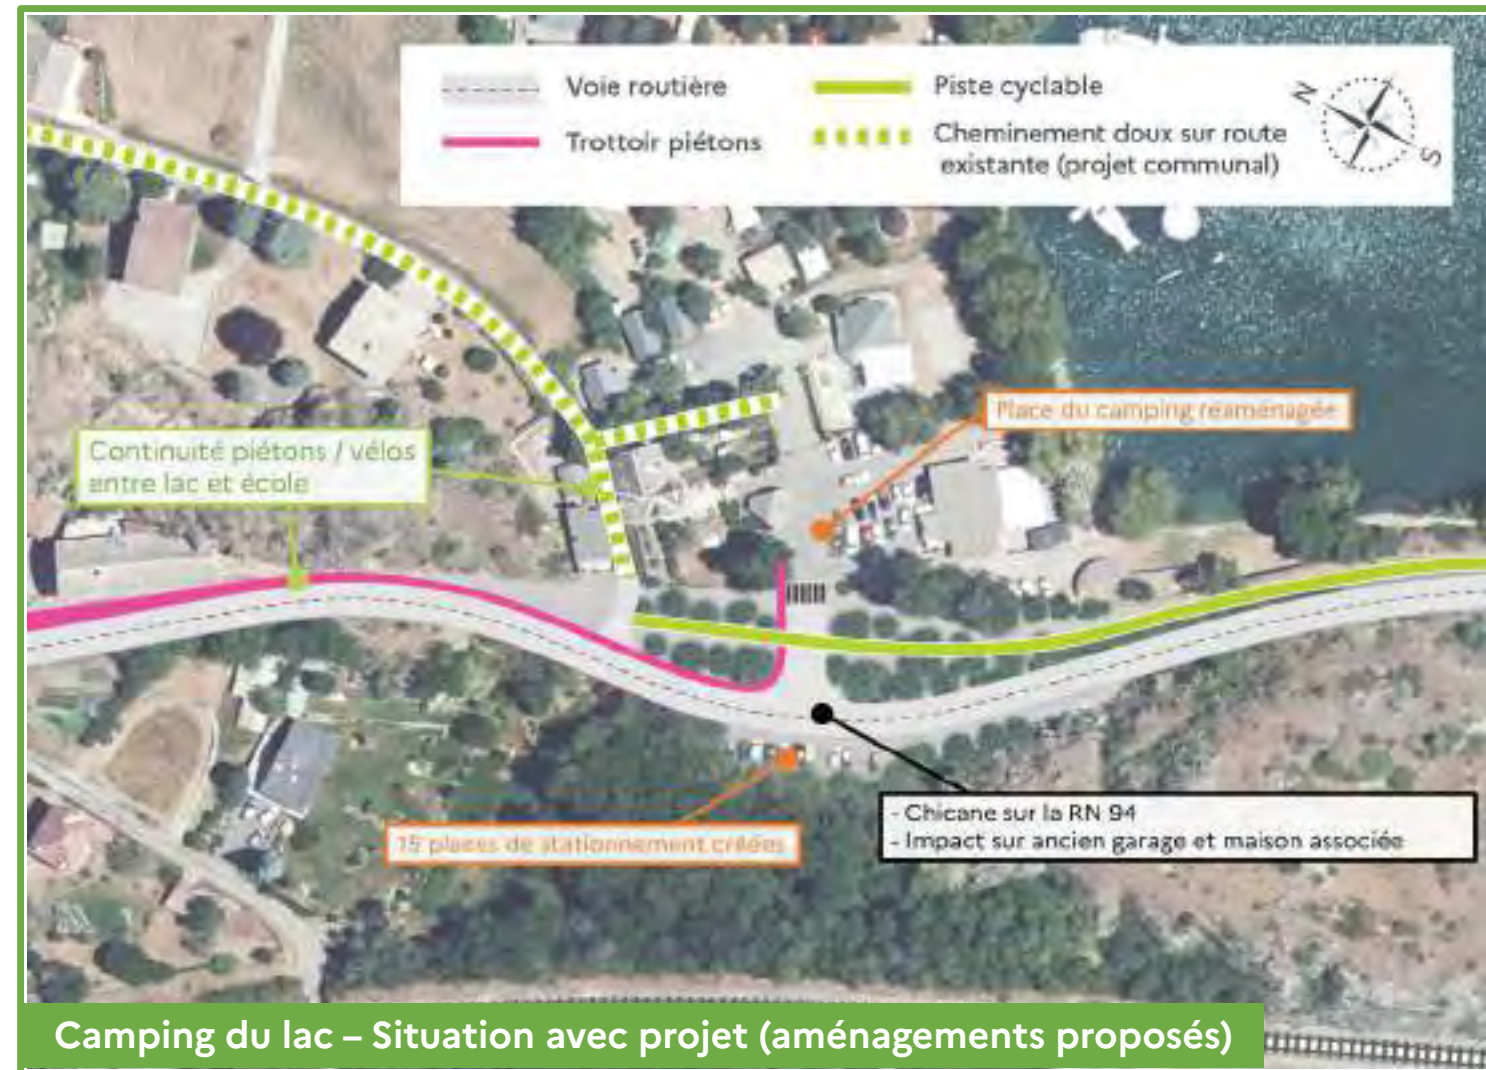 Voie routière
Trottoir piétons
Piste cyclable
Cheminement doux sur route
existante (projet communal)
N
S
Place du camping réaménagée
Continuité piétons / vélos
entre lac et école
15 places de stationnement créées
- Chicane sur la RN 94
- Impact sur ancien garage et maison associée
Camping du lac – Situation avec projet (aménagements proposés)